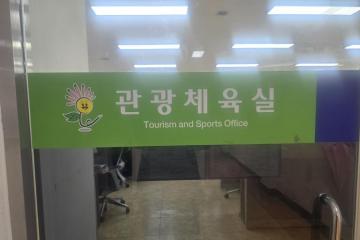 관광체육실
Tourism and Sports Office